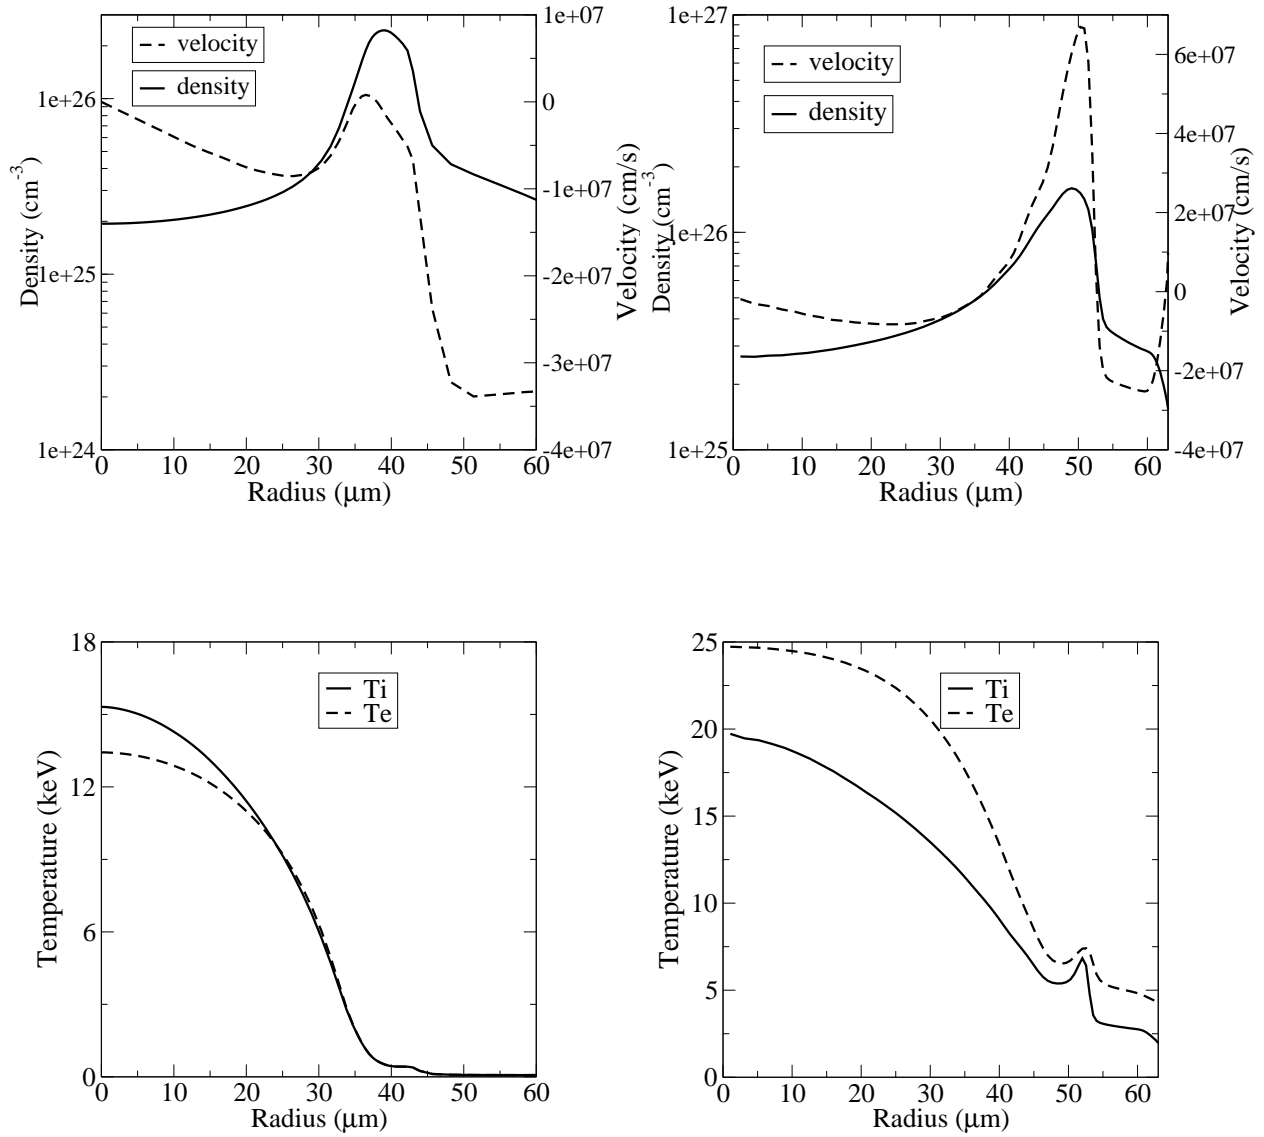 velocity
density
1e+26
1e+25
1e+24
Density (cm-3)
1e+07
0
-1e+07
-2e+07
-3e+07
-4e+07
Velocity (cm/s)
0 10 20 30 40 50 60
Radius (μm)
velocity
density
1e+27
1e+26
1e+25
Density (cm-3)
6e+07
4e+07
2e+07
0
-2e+07
-4e+07
Velocity (cm/s)
0 10 20 30 40 50 60
Radius (μm)
Ti
Te
18
12
6
0
Temperature (keV)
0 10 20 30 40 50 60
Radius (μm)
Ti
Te
25
20
15
10
5
0
Temperature (keV)
0 10 20 30 40 50 60
Radius (μm)